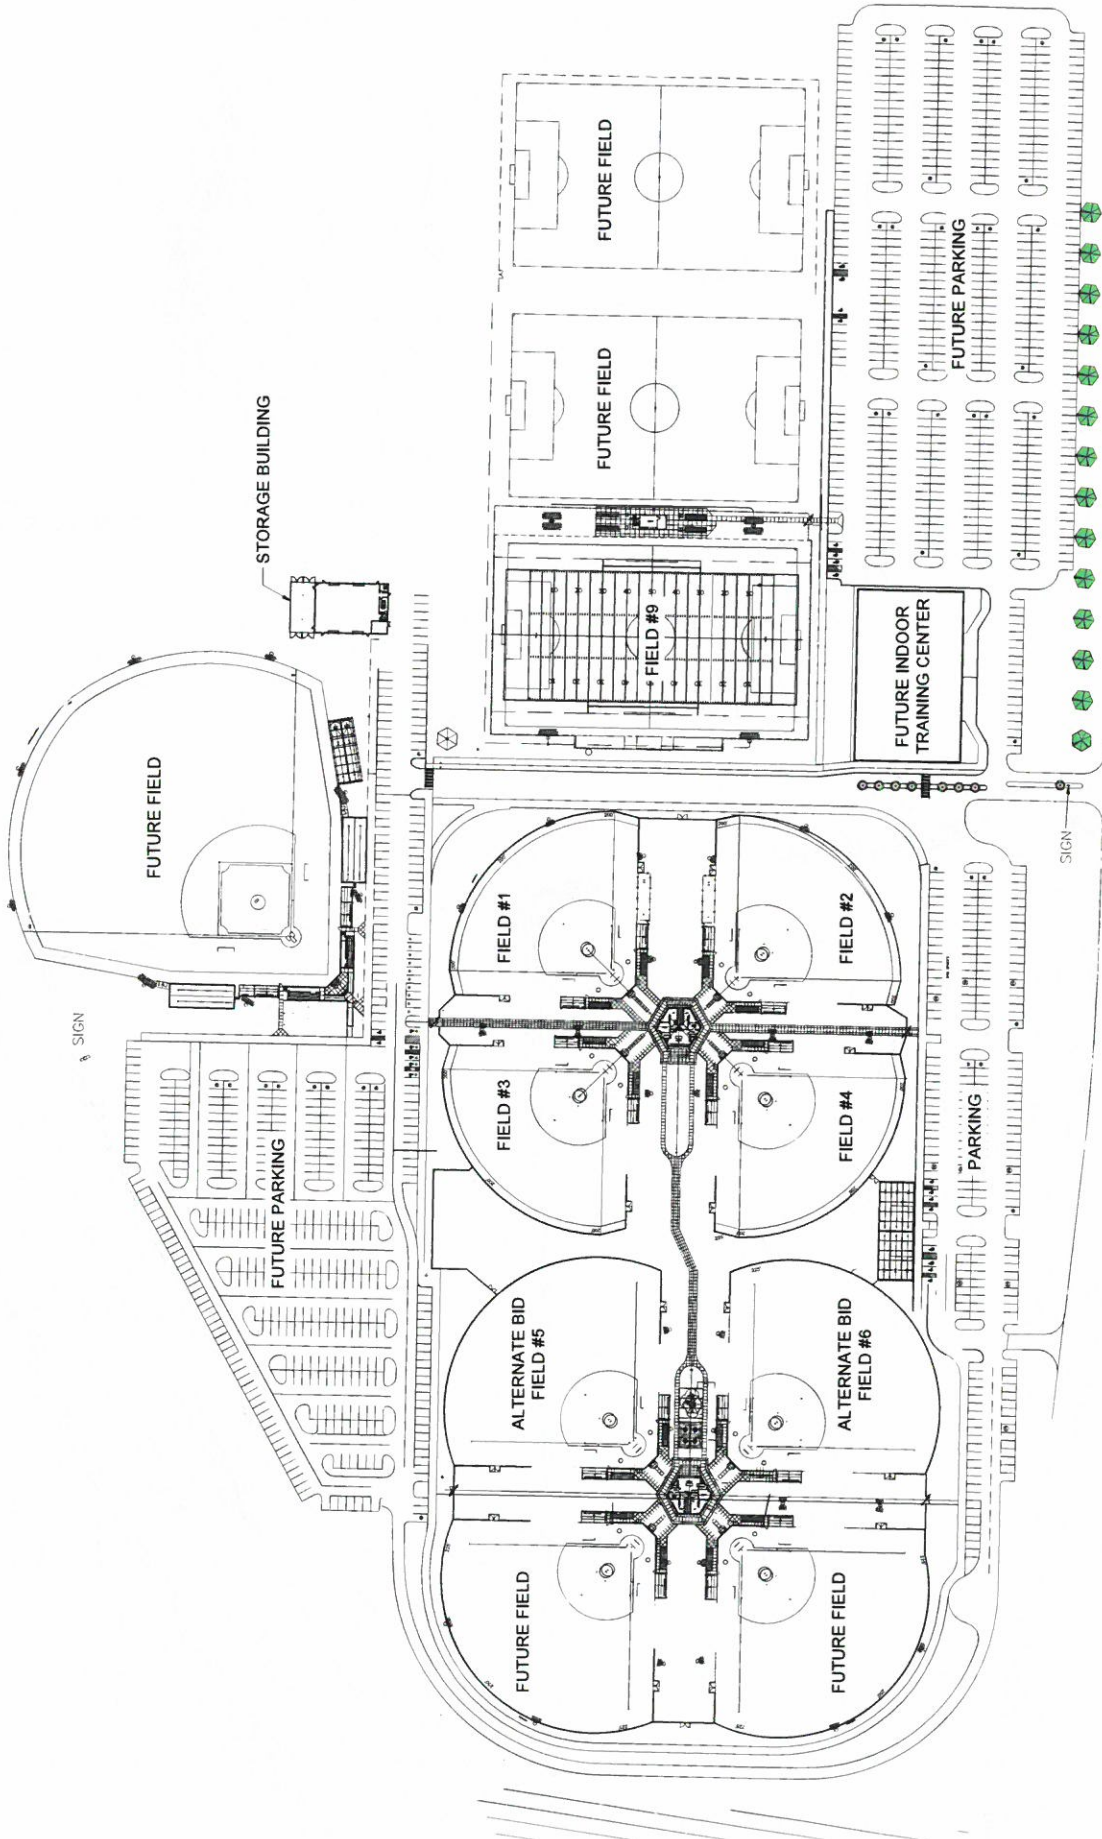 FUTURE FIELD
FUTURE FIELD
FUTURE PARKING
STORAGE BUILDING
FIELD #9
FUTURE INDOOR
TRAINING CENTER
FUTURE FIELD
SIGN
SIGN
FIELD #1
FIELD #2
FIELD #3
FIELD #4
PARKING
FUTURE PARKING
ALTERNATE BID
FIELD #5
ALTERNATE BID
FIELD #6
FUTURE FIELD
FUTURE FIELD